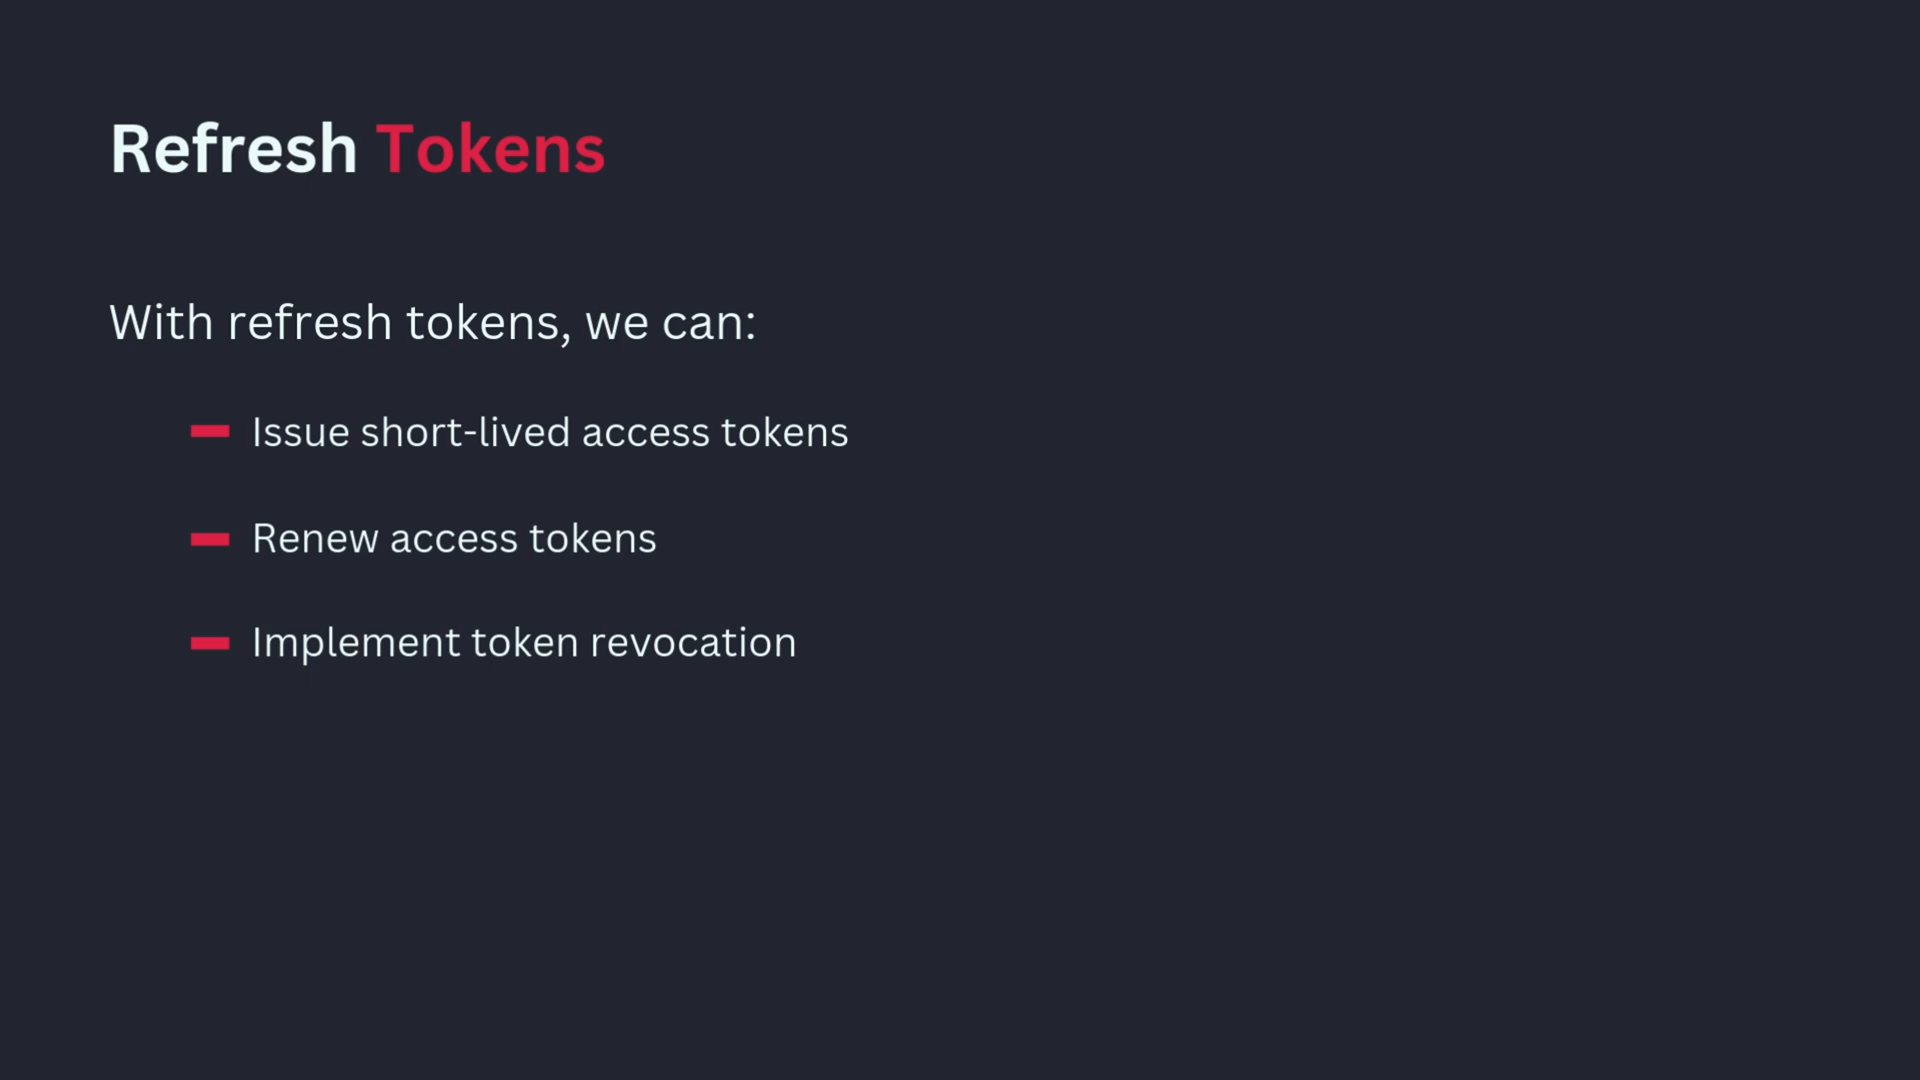 Refresh Tokens
With refresh tokens, we can:
Issue short-lived access tokens
Renew access tokens
Implement token revocation